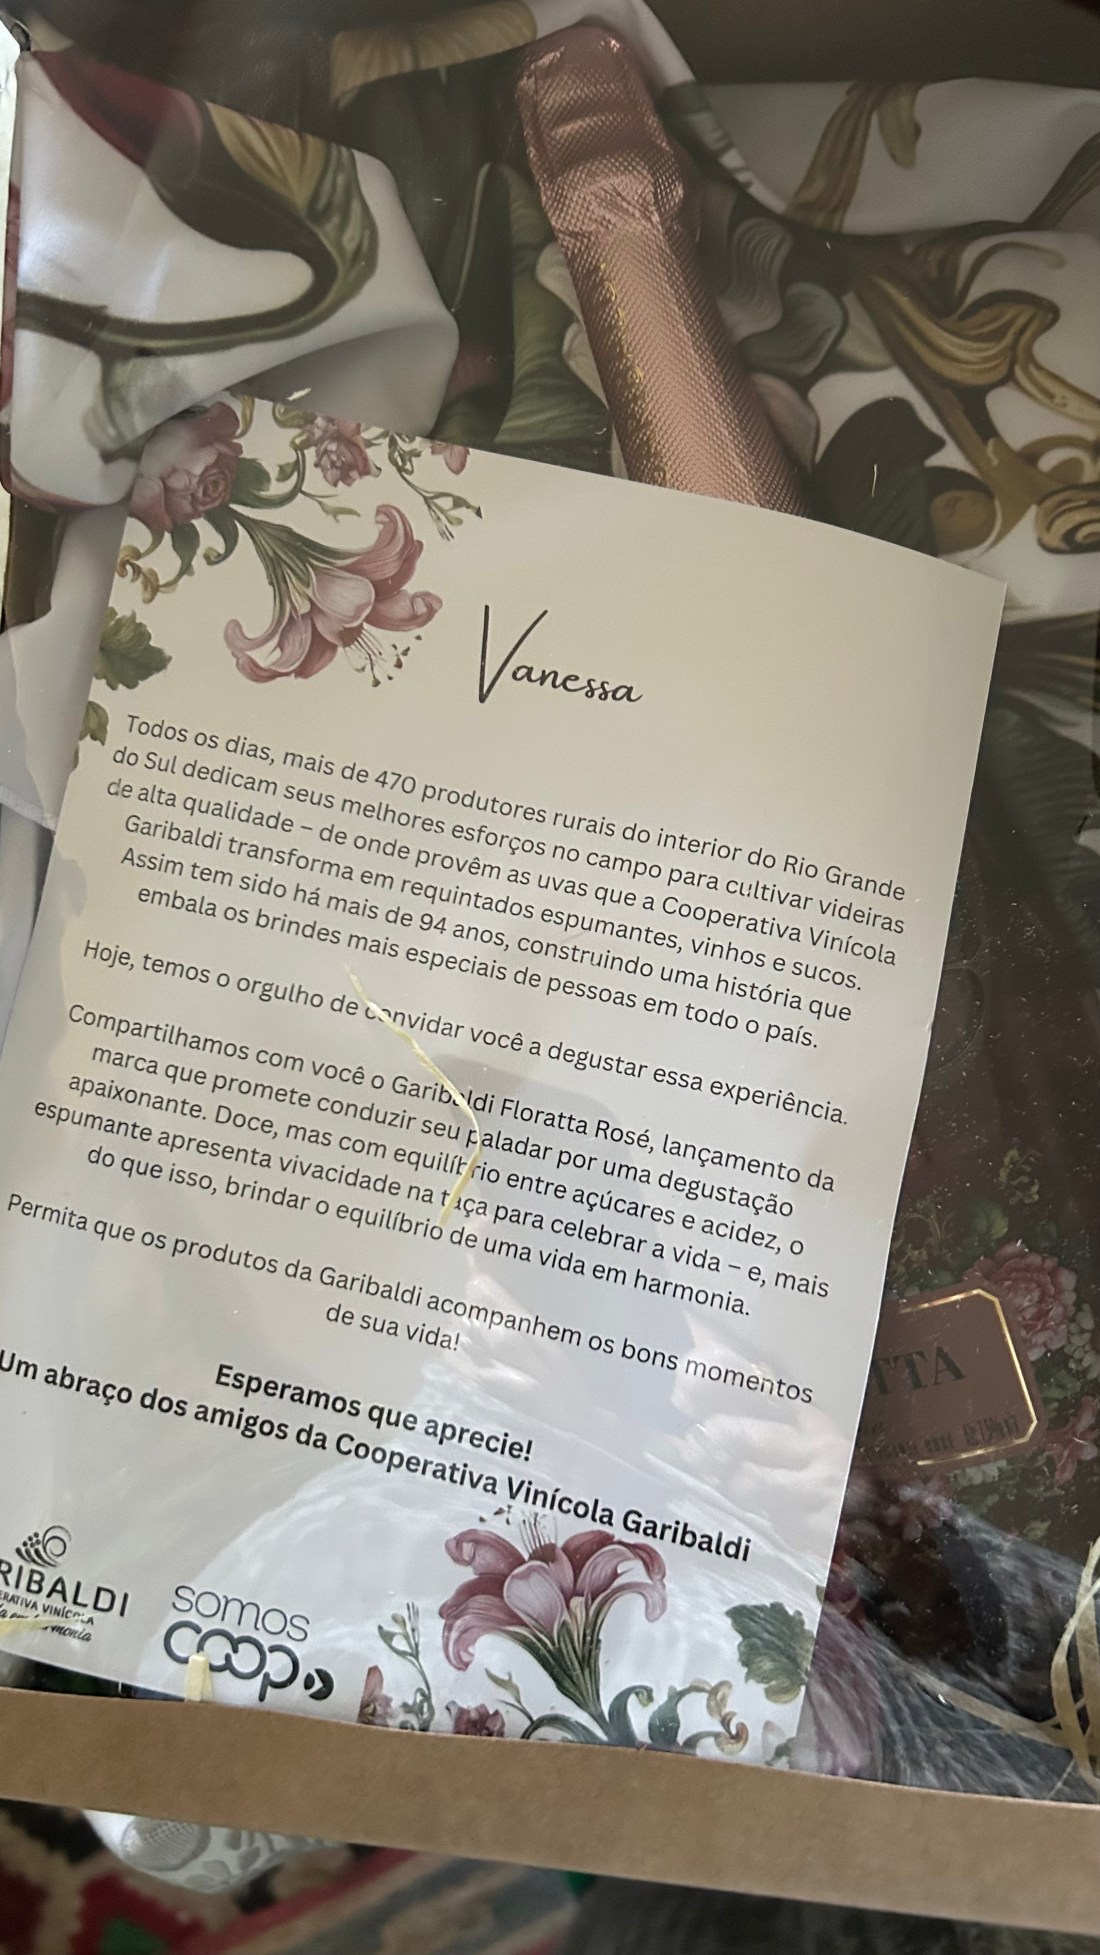 Vanessa
Todos os dias, mais de 470 produtores rurais do interior do Rio Grande
do Sul dedicam seus melhores esforços no campo para cultivar videiras
de alta qualidade – de onde provêm as uvas que a Cooperativa Vinícola
Garibaldi transforma em requintados espumantes, vinhos e sucos.
Assim tem sido há mais de 94 anos, construindo uma história que
embala os brindes mais especiais de pessoas em todo o país.
Hoje, temos o orgulho de convidar você a degustar essa experiência.
Compartilhamos com você o Garibaldi Floratta Rosé, lançamento da
marca que promete conduzir seu paladar por uma degustação
apaixonante. Doce, mas com equilíbrio entre açúcares e acidez, o
espumante apresenta vivacidade na taça para celebrar a vida – e, mais
do que isso, brindar o equilíbrio de uma vida em harmonia.
Permita que os produtos da Garibaldi acompanhem os bons momentos
de sua vida!
Esperamos que aprecie!
Um abraço dos amigos da Cooperativa Vinícola Garibaldi
RIBALDI
ERATIVA VINÍCOLA
somos
coop
TTA